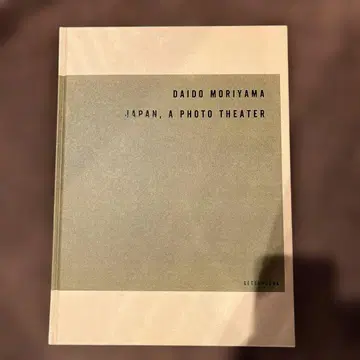 DAIDO MORIYAMA
JAPAN, A PHOTO THEATER